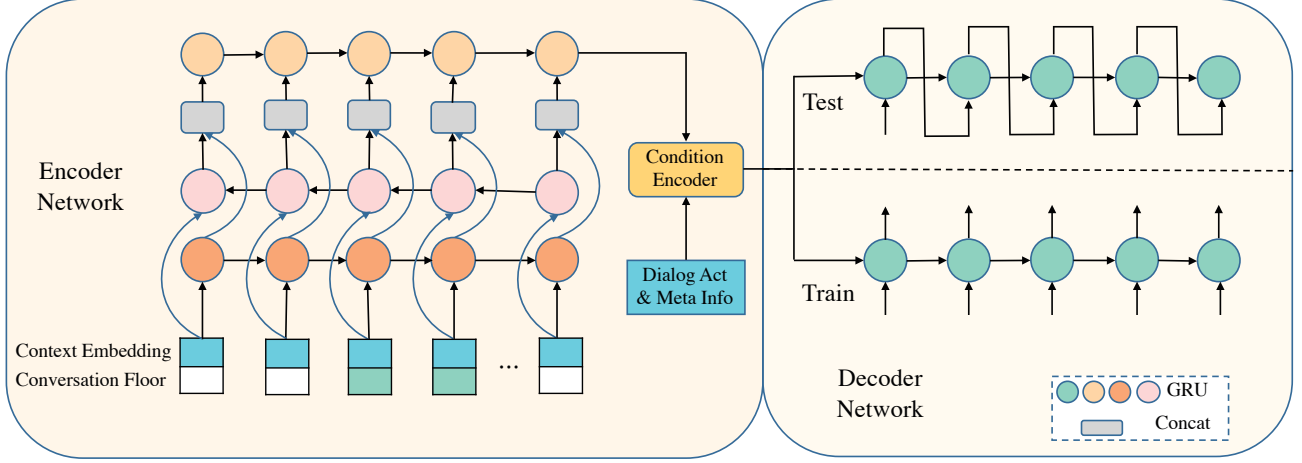 Encoder
Network
Context Embedding
Conversation Floor
...
Condition
Encoder
Dialog Act
& Meta Info
Test
Train
Decoder
Network
GRU
Concat